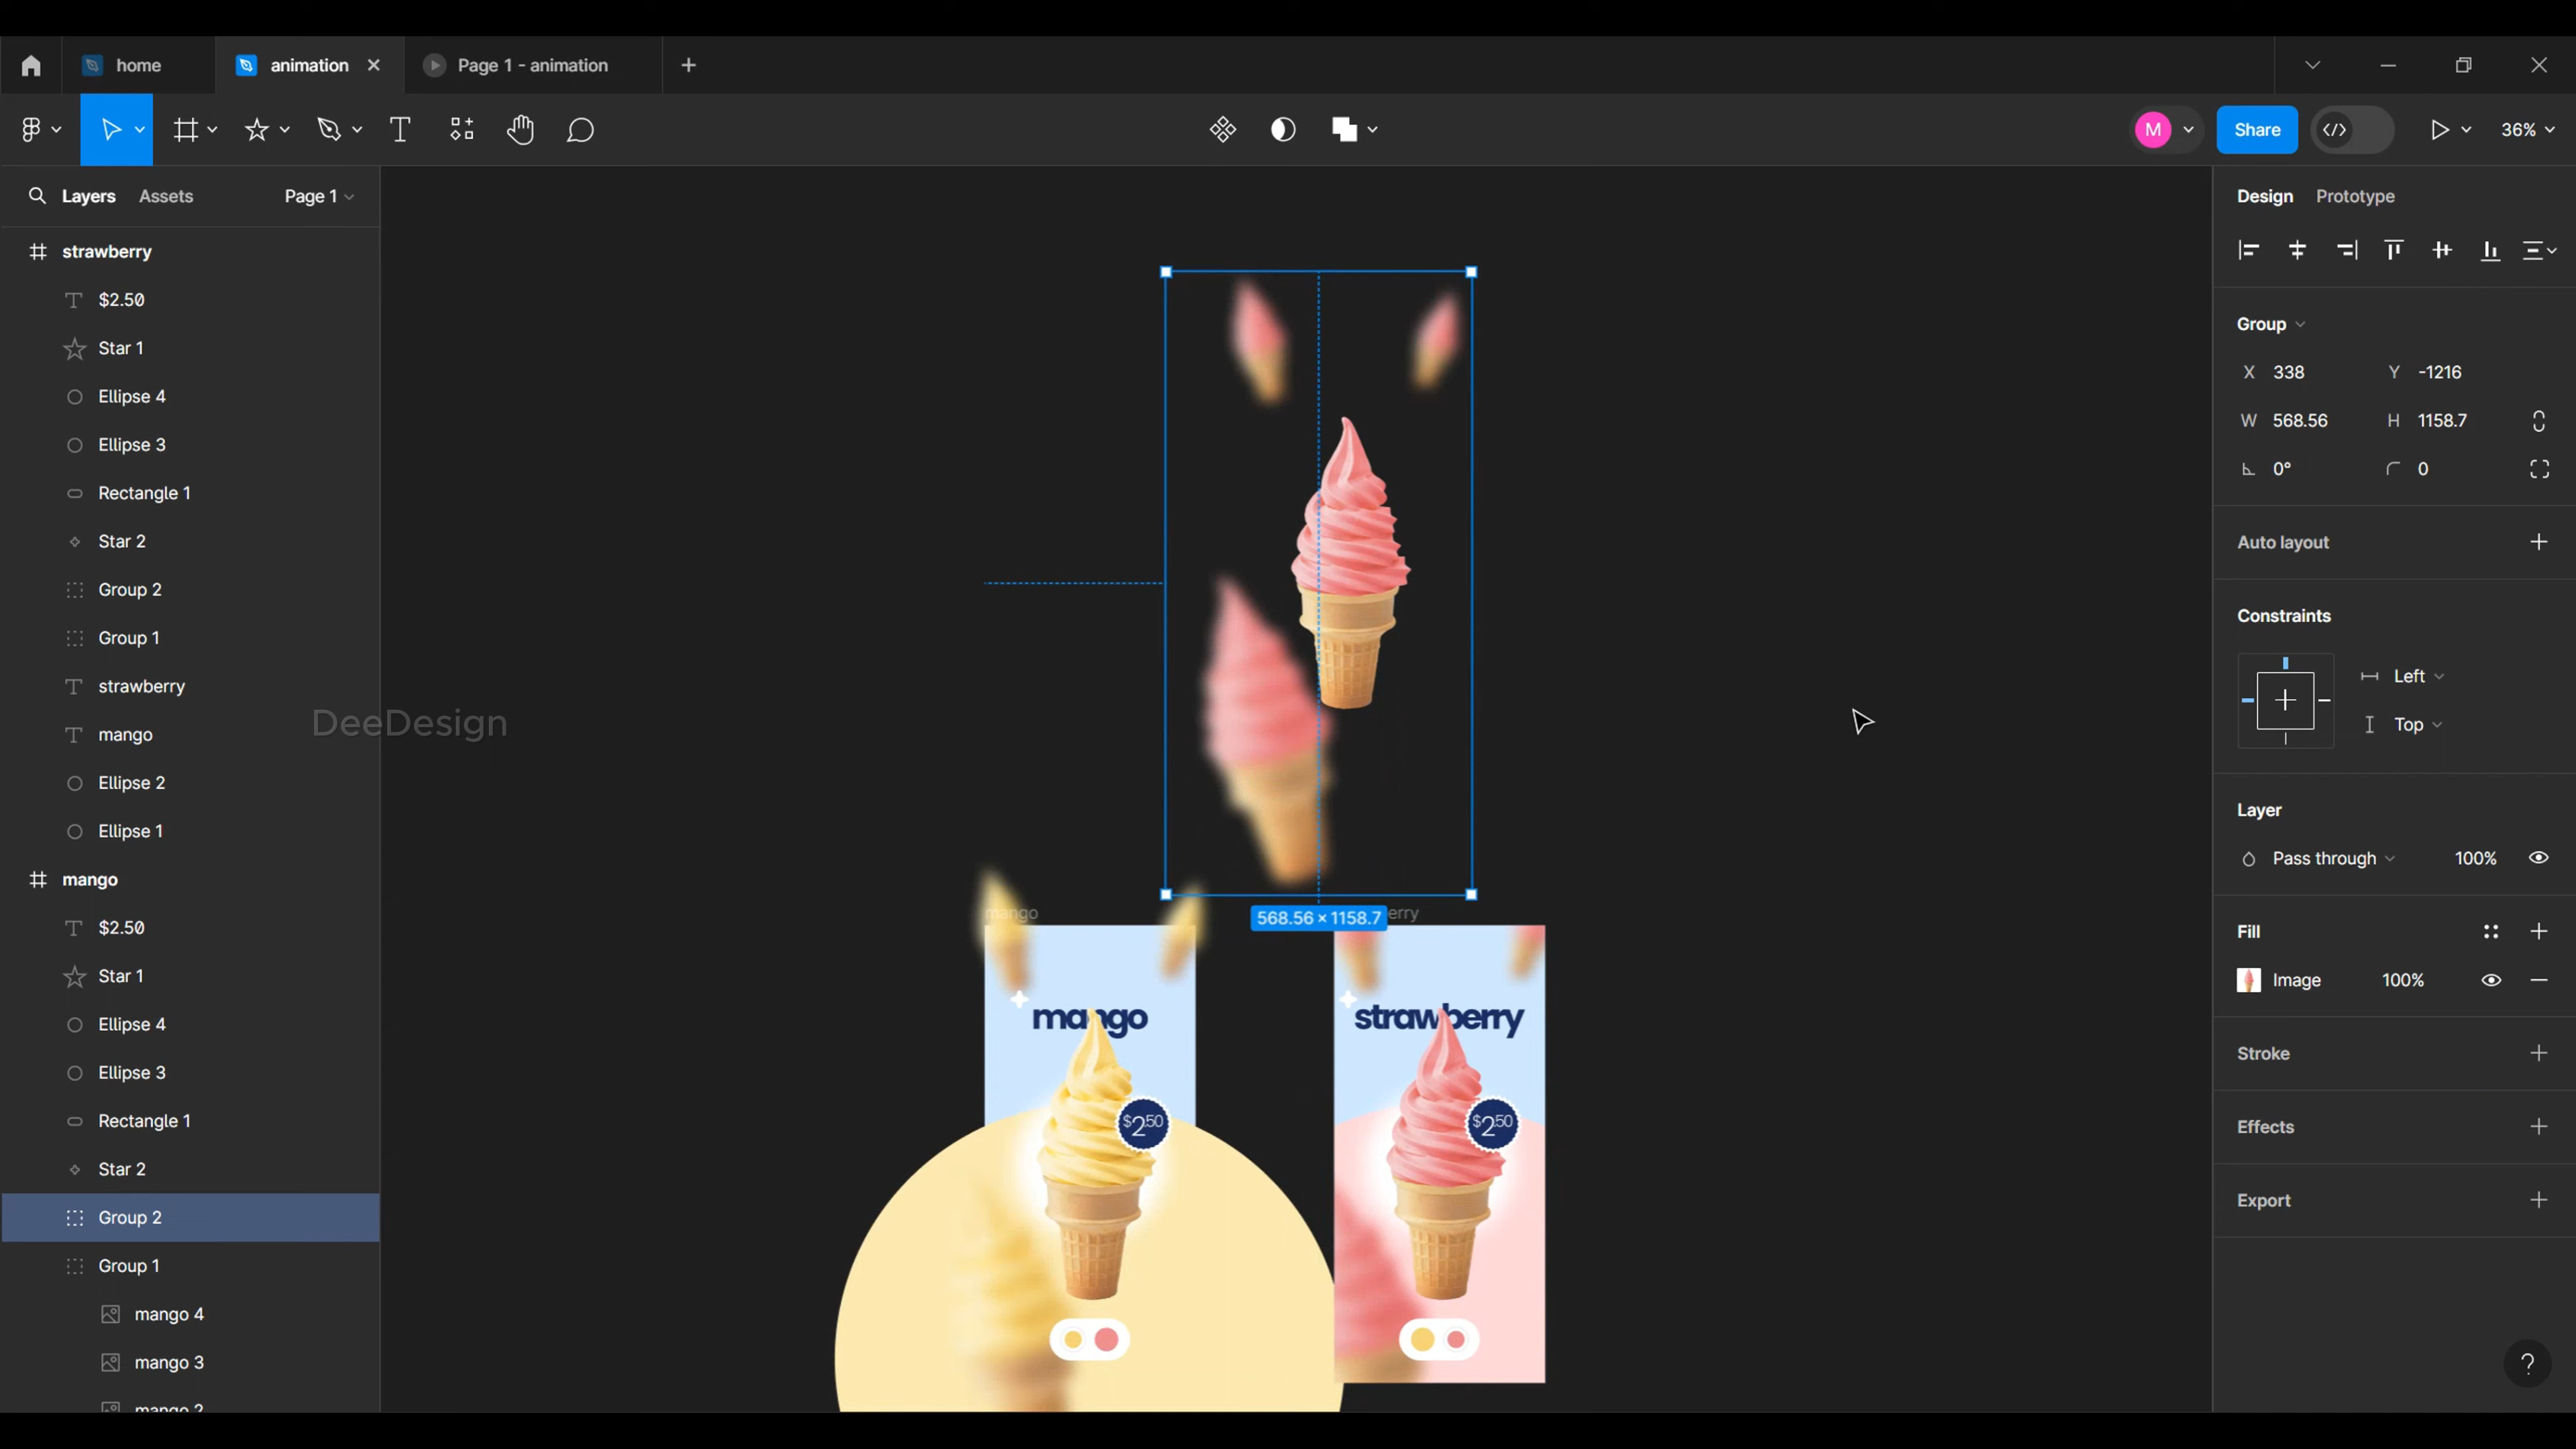 home
animation
Page 1 - animation
M
Share
36%
Layers
Assets
Page 1
strawberry
$2.50
Star 1
Ellipse 4
Ellipse 3
Rectangle 1
Star 2
Group 2
Group 1
strawberry
mango
Ellipse 2
Ellipse 1
mango
$2.50
Star 1
Ellipse 4
Ellipse 3
Rectangle 1
Star 2
Group 2
Group 1
mango 4
mango 3
mango 2
DeeDesign
mango
568.56 × 1158.7
erry
mango
$2.50
strawberry
$2.50
Design
Prototype
Group
X 338 Y -1216
W 568.56 H 1158.7
0° 0
Auto layout
Constraints
Left
Top
Layer
Pass through 100%
Fill
Image 100%
Stroke
Effects
Export
?